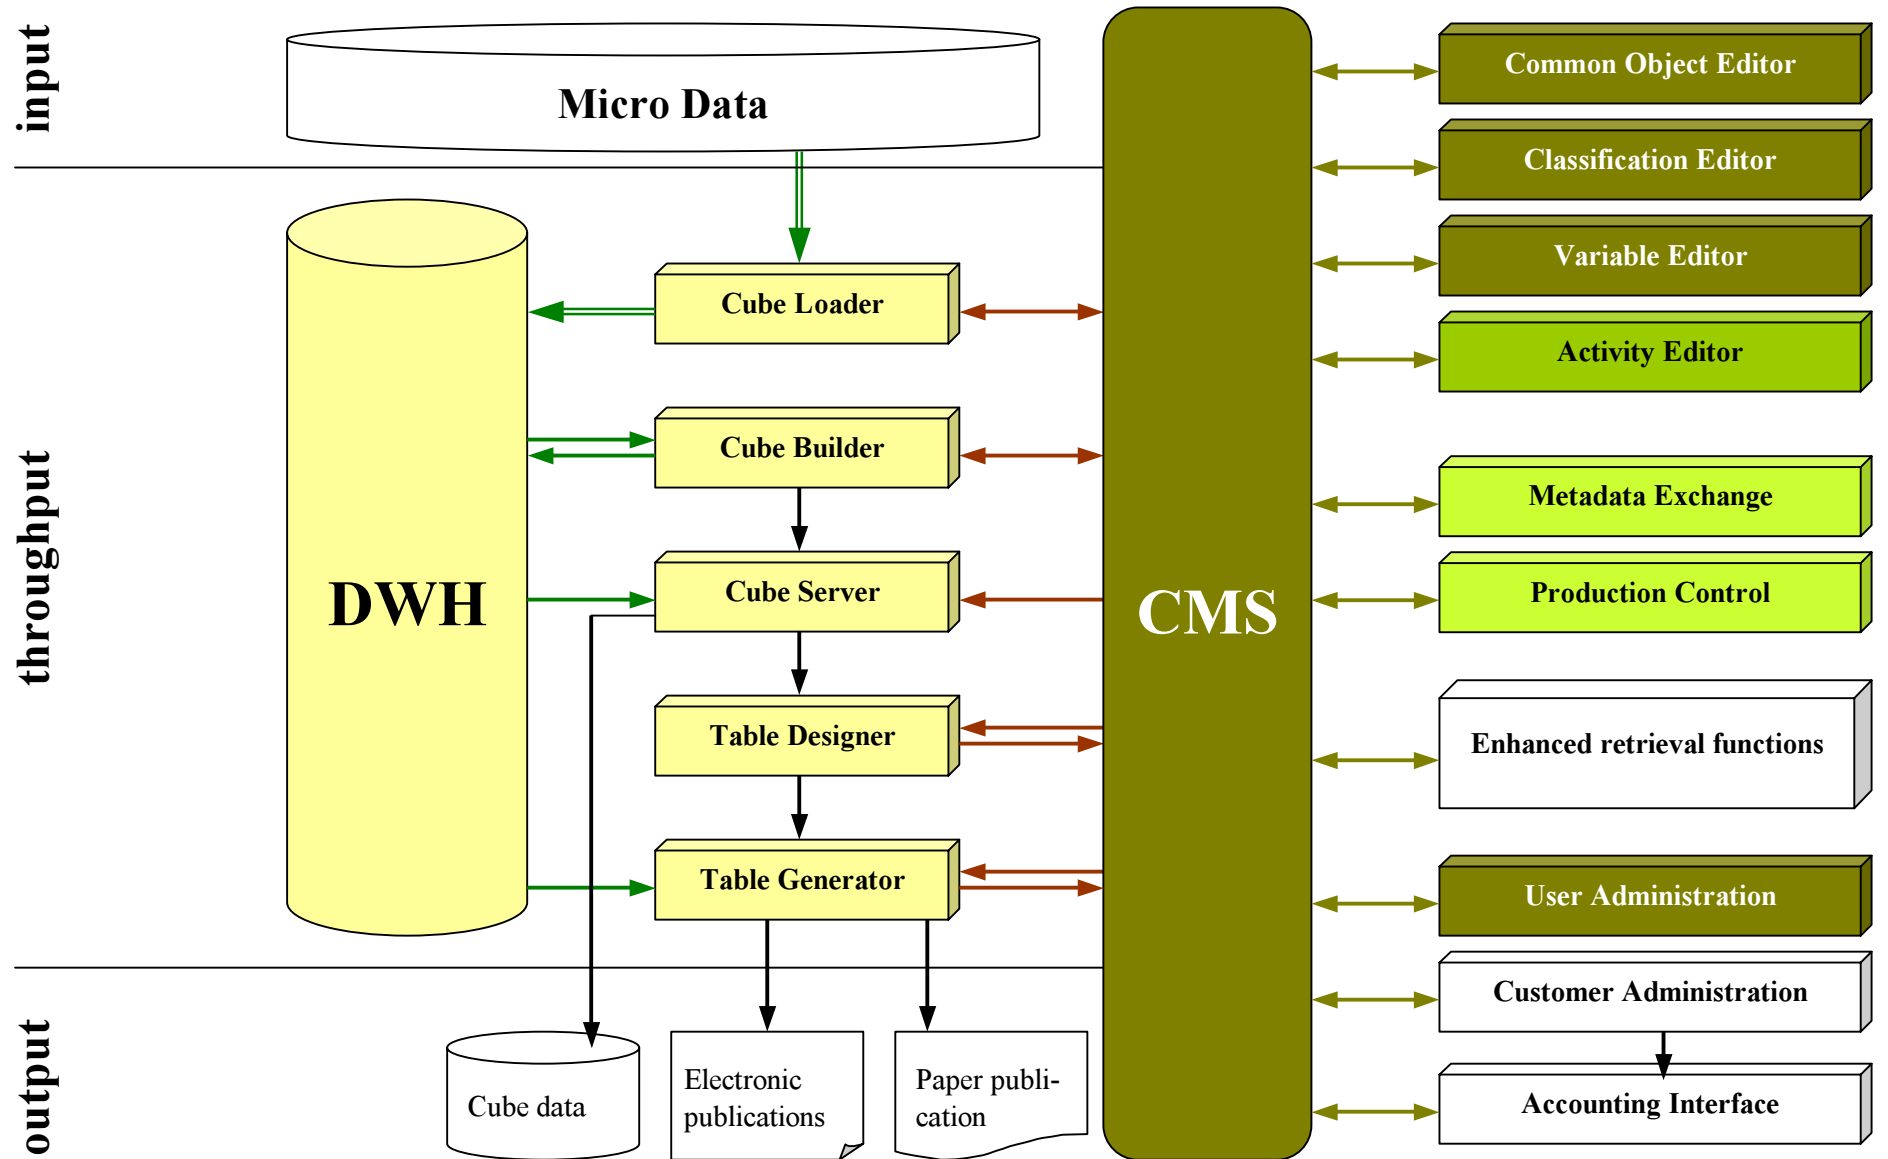 input
Micro Data
throughput
DWH
Cube Loader
Cube Builder
Cube Server
Table Designer
Table Generator
output
Cube data
Electronic
publications
Paper publi-
cation
CMS
Common Object Editor
Classification Editor
Variable Editor
Activity Editor
Metadata Exchange
Production Control
Enhanced retrieval functions
User Administration
Customer Administration
Accounting Interface